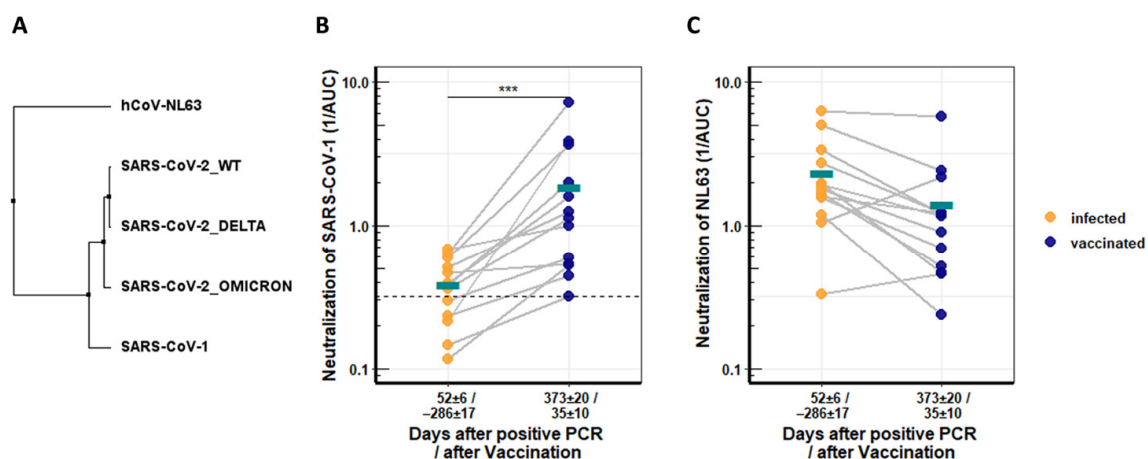 A
hCoV-NL63
SARS-CoV-2_WT
SARS-CoV-2_DELTA
SARS-CoV-2_OMICRON
SARS-CoV-1
B
Neutralization of SARS-CoV-1 (1/AUC)
10.0
1.0
0.1
***
52±6 /
−286±17
373±20 /
35±10
Days after positive PCR
/ after Vaccination
C
Neutralization of NL63 (1/AUC)
10.0
1.0
0.1
52±6 /
−286±17
373±20 /
35±10
Days after positive PCR
/ after Vaccination
infected
vaccinated